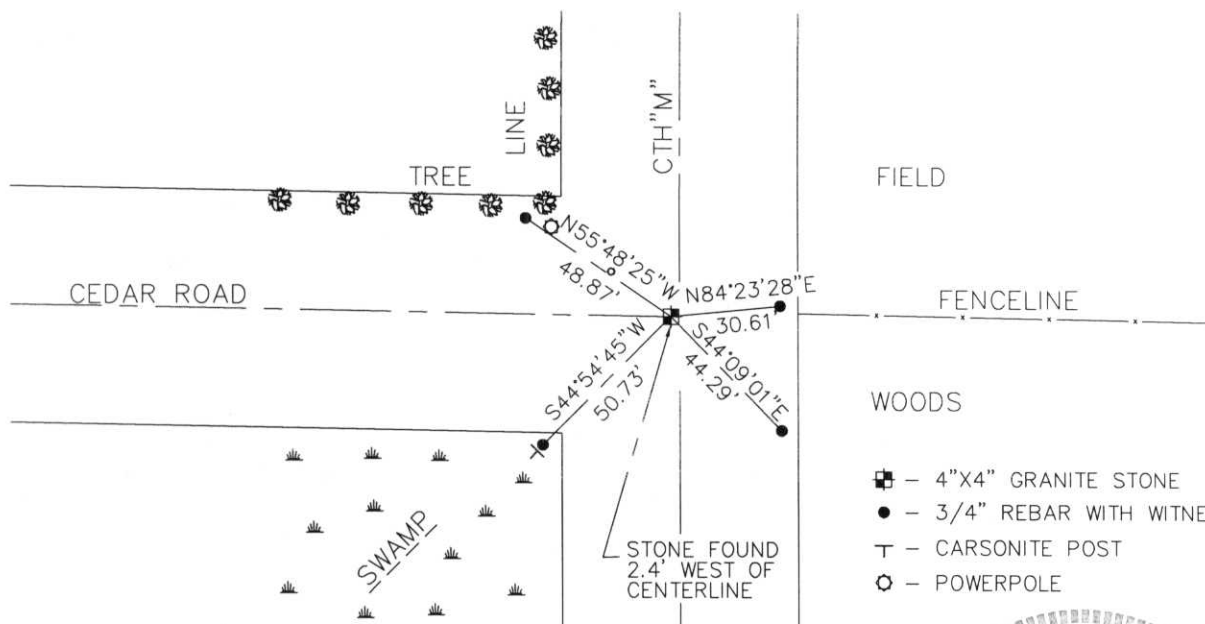 LINE
TREE
CTH"M"
FIELD
N55°48'25"W
48.87'
CEDAR ROAD
N84°23'28"E
30.61'
FENCELINE
S44°54'45"W
50.73'
S44°09'01"E
44.29'
WOODS
SWAMP
STONE FOUND
2.4' WEST OF
CENTERLINE
– 4"X4" GRANITE STONE
– 3/4" REBAR WITH WITNE
– CARSONITE POST
– POWERPOLE